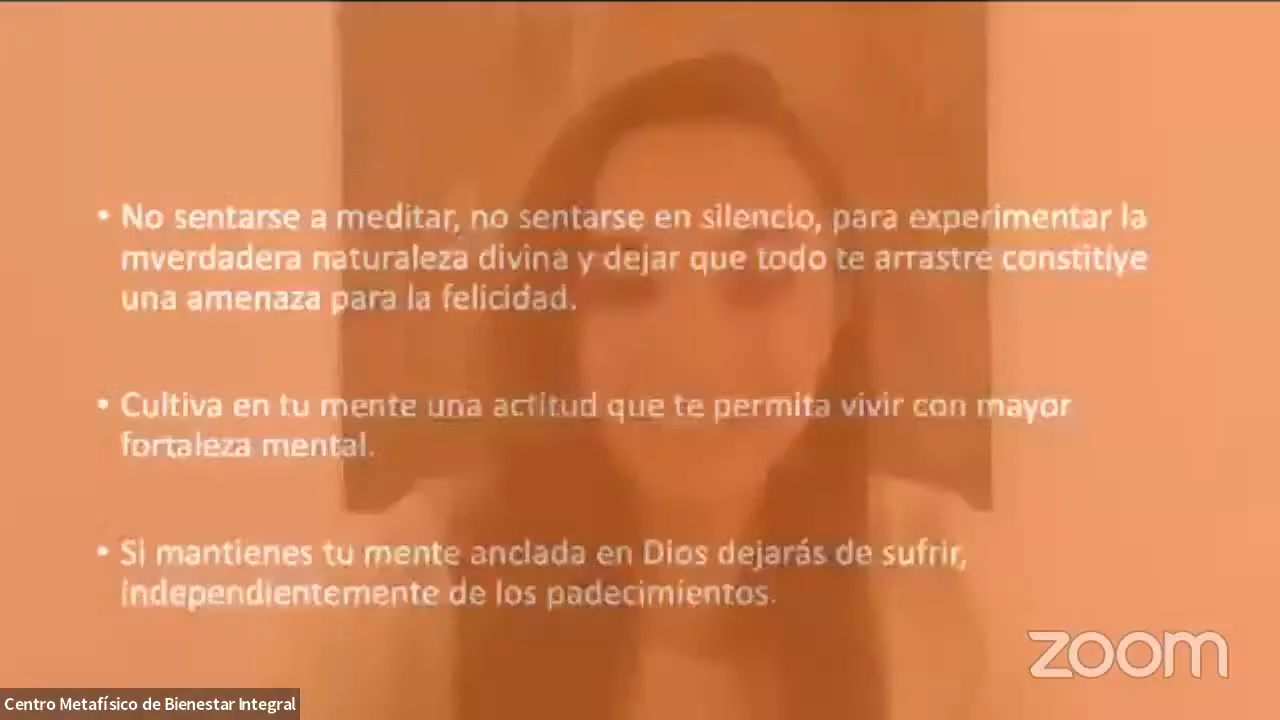 • No sentarse a meditar, no sentarse en silencio, para experimentar la
mverdadera naturaleza divina y dejar que todo te arrastre constitiye
una amenaza para la felicidad.
• Cultiva en tu mente una actitud que te permita vivir con mayor
fortaleza mental.
• Si mantienes tu mente anclada en Dios dejarás de sufrir,
independientemente de los padecimientos.
zoom
Centro Metafísico de Bienestar Integral